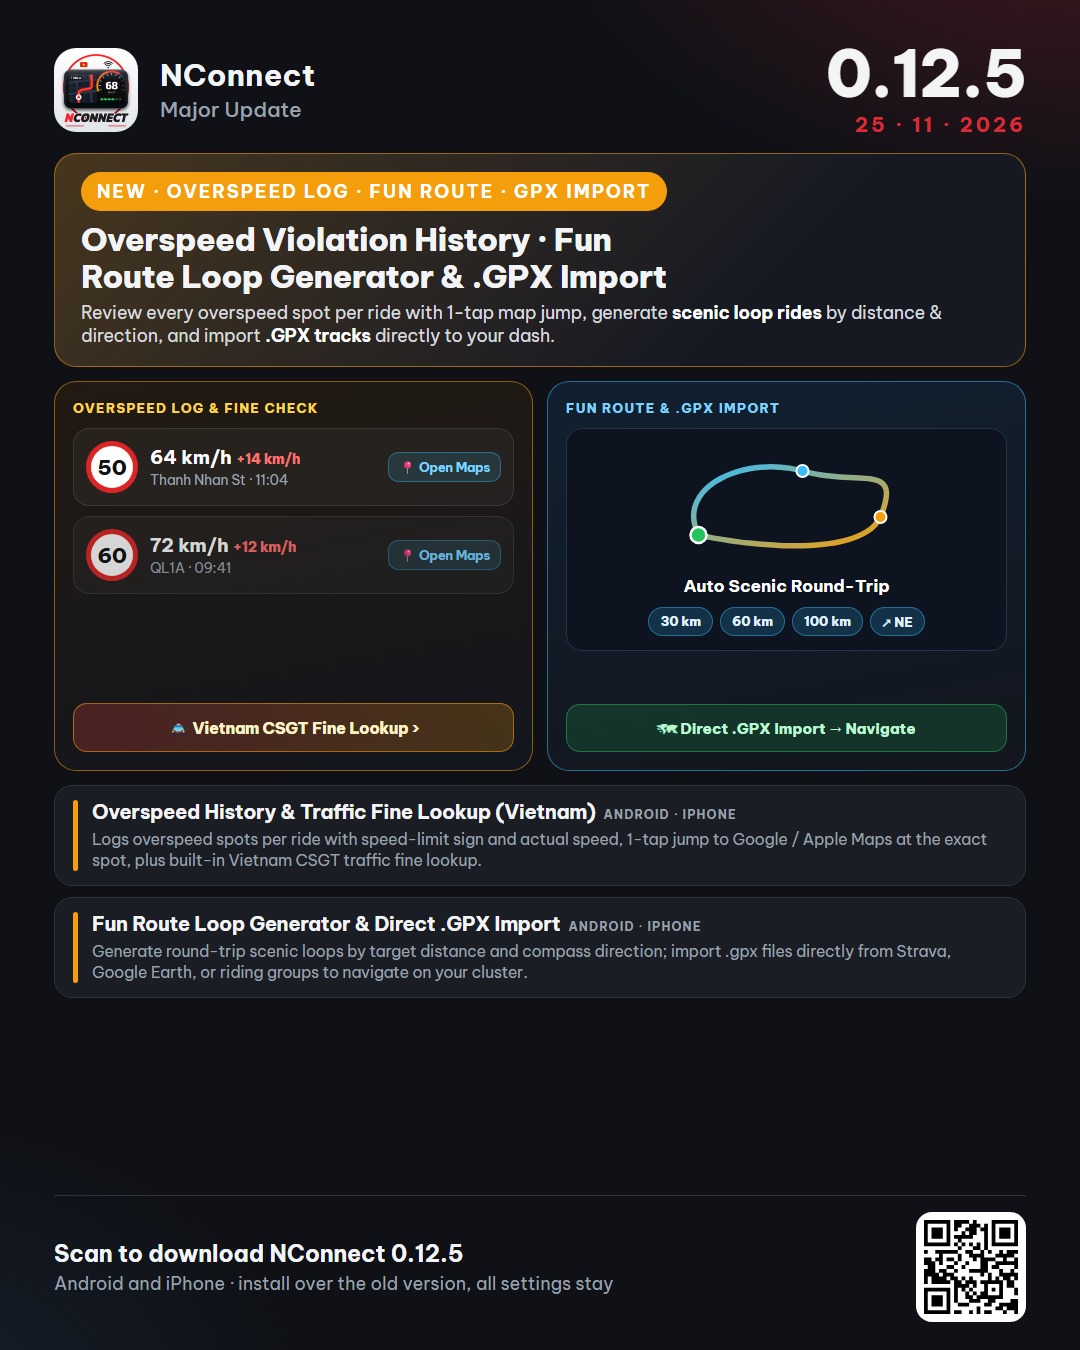 NConnect
Major Update
0.12.5
25 · 11 · 2026
68
NCONNECT
NEW · OVERSPEED LOG · FUN ROUTE · GPX IMPORT
Overspeed Violation History · Fun
Route Loop Generator & .GPX Import
Review every overspeed spot per ride with 1-tap map jump, generate scenic loop rides by distance &
direction, and import .GPX tracks directly to your dash.
OVERSPEED LOG & FINE CHECK
50
64 km/h +14 km/h
Thanh Nhan St · 11:04
📍 Open Maps
60
72 km/h +12 km/h
QL1A · 09:41
📍 Open Maps
🚔 Vietnam CSGT Fine Lookup ›
FUN ROUTE & .GPX IMPORT
Auto Scenic Round-Trip
30 km
60 km
100 km
↗ NE
🗺 Direct .GPX Import → Navigate
Overspeed History & Traffic Fine Lookup (Vietnam) ANDROID · IPHONE
Logs overspeed spots per ride with speed-limit sign and actual speed, 1-tap jump to Google / Apple Maps at the exact
spot, plus built-in Vietnam CSGT traffic fine lookup.
Fun Route Loop Generator & Direct .GPX Import ANDROID · IPHONE
Generate round-trip scenic loops by target distance and compass direction; import .gpx files directly from Strava,
Google Earth, or riding groups to navigate on your cluster.
Scan to download NConnect 0.12.5
Android and iPhone · install over the old version, all settings stay